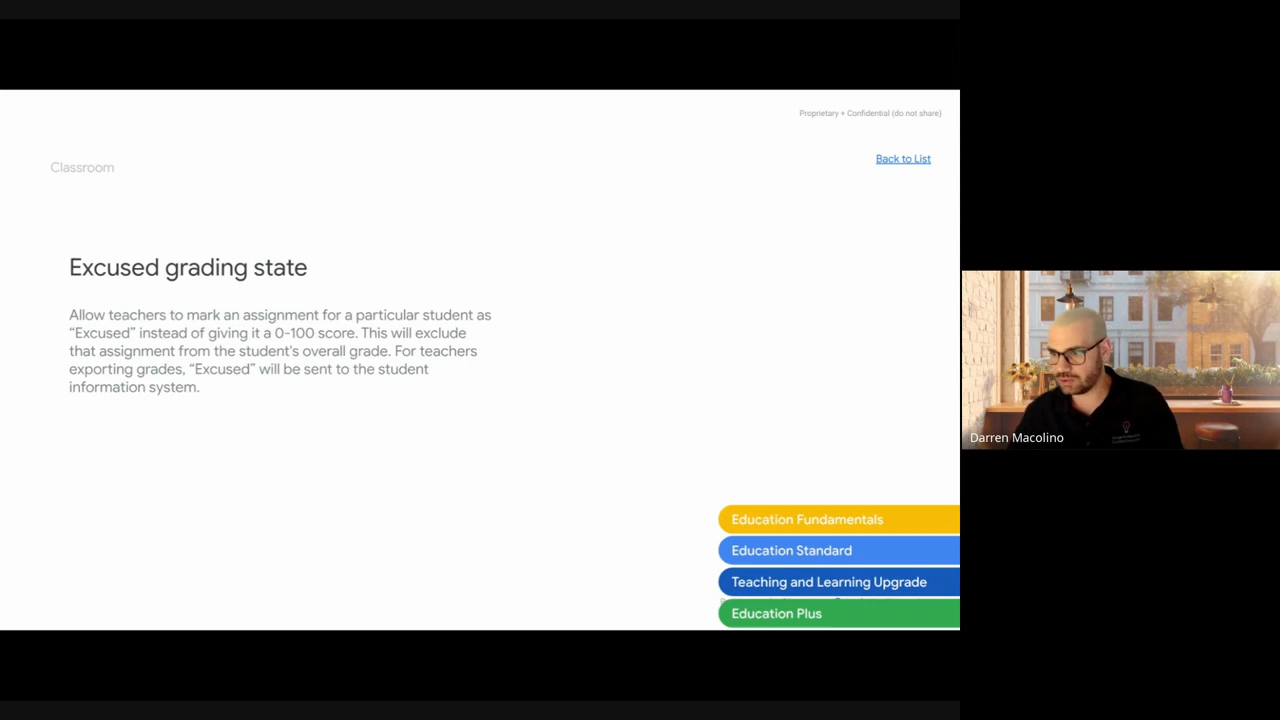 Proprietary + Confidential (do not share)
Classroom
Back to List
Excused grading state
Allow teachers to mark an assignment for a particular student as
“Excused” instead of giving it a 0-100 score. This will exclude
that assignment from the student's overall grade. For teachers
exporting grades, “Excused” will be sent to the student
information system.
Education Fundamentals
Education Standard
Teaching and Learning Upgrade
Education Plus
Darren Macolino